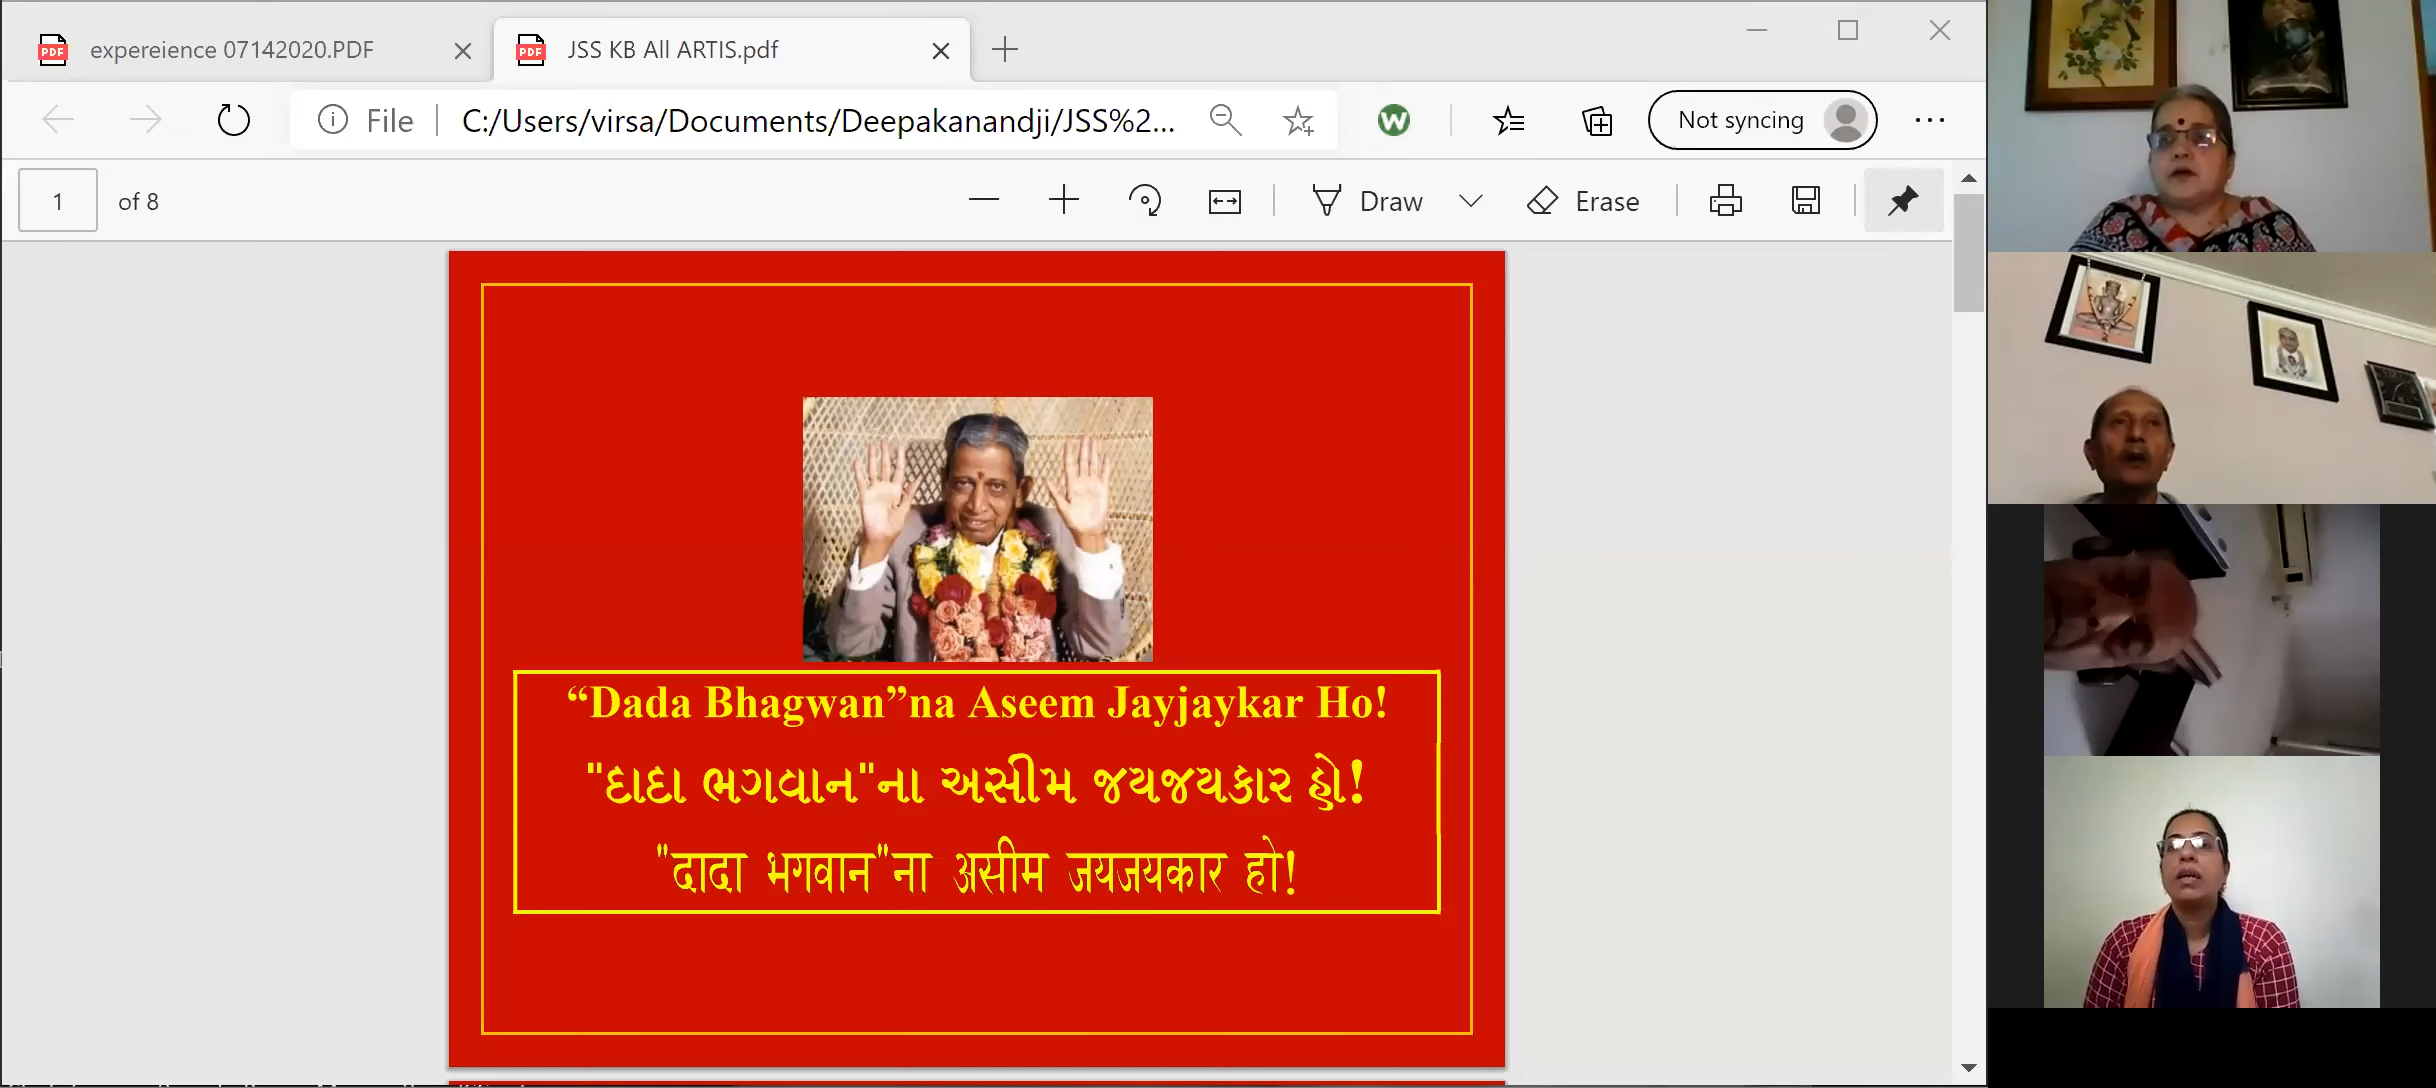 expereience 07142020.PDF
JSS KB All ARTIS.pdf
File
C:/Users/virsa/Documents/Deepakanandji/JSS%2...
W
Not syncing
1 of 8
Draw
Erase
“Dada Bhagwan”na Aseem Jayjaykar Ho!
"દાદા ભગવાન"ના અસીમ જયજયકાર હો!
"दादा भगवान"ना असीम जयजयकार हो!